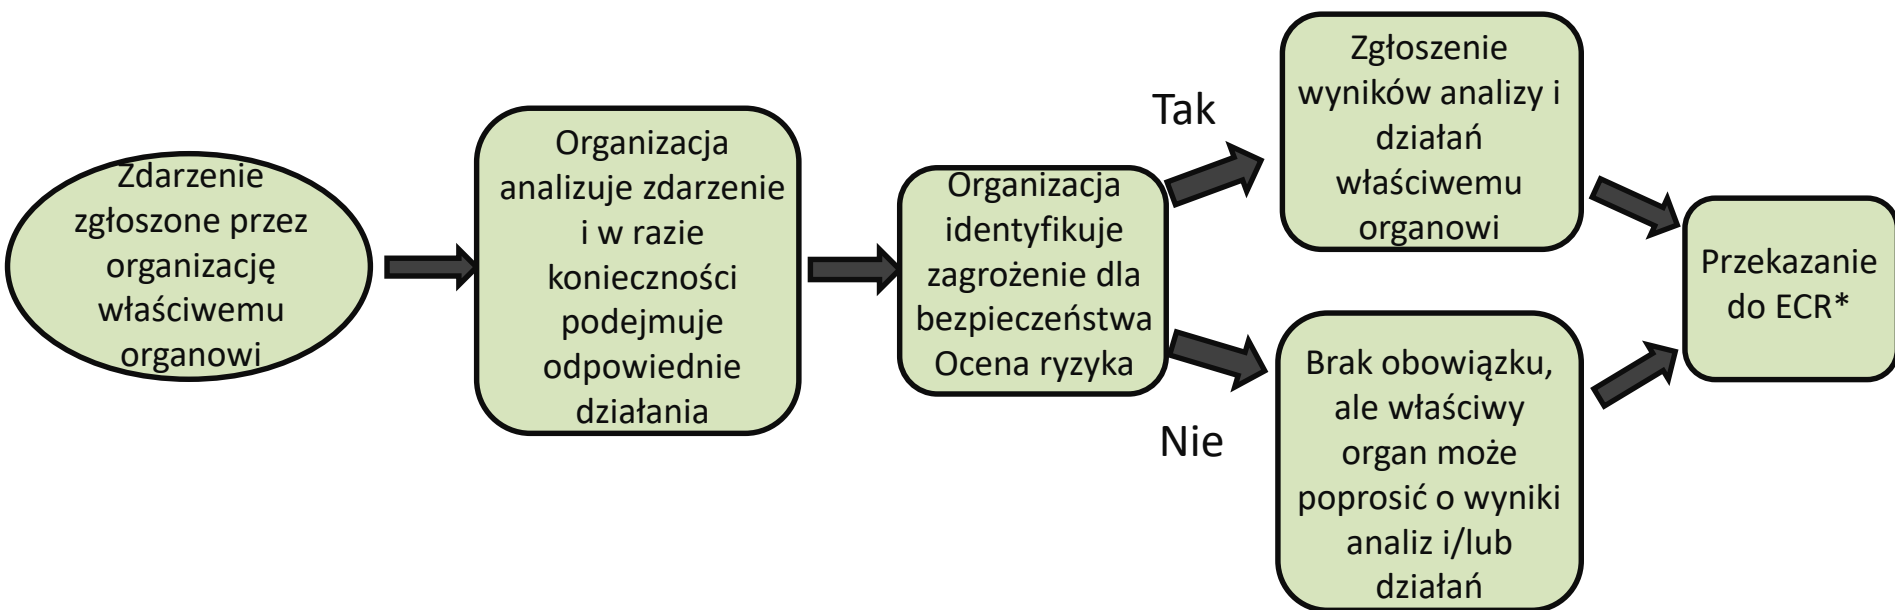 Zdarzenie
zgłoszone przez
organizację
właściwemu
organowi
Organizacja
analizuje zdarzenie
i w razie
konieczności
podejmuje
odpowiednie
działania
Organizacja
identyfikuje
zagrożenie dla
bezpieczeństwa
Ocena ryzyka
Tak
Zgłoszenie
wyników analizy i
działań
właściwemu
organowi
Nie
Brak obowiązku,
ale właściwy
organ może
poprosić o wyniki
analiz i/lub
działań
Przekazanie
do ECR*